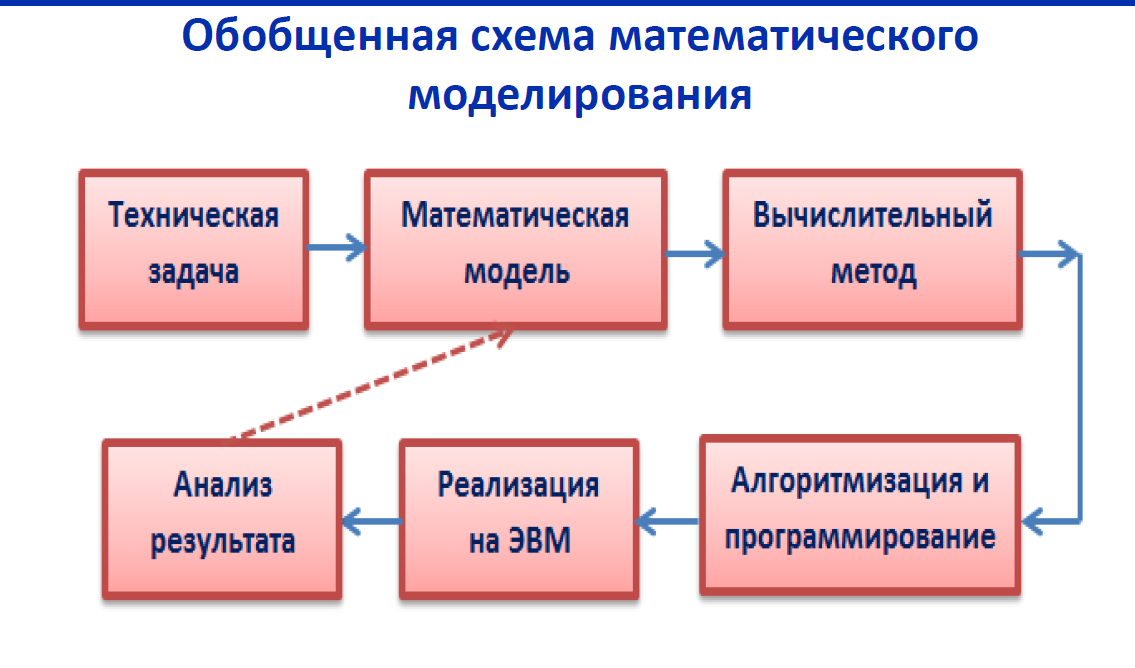 Обобщенная схема математического
моделирования
Техническая
задача
Математическая
модель
Вычислительный
метод
Алгоритмизация и
программирование
Реализация
на ЭВМ
Анализ
результата